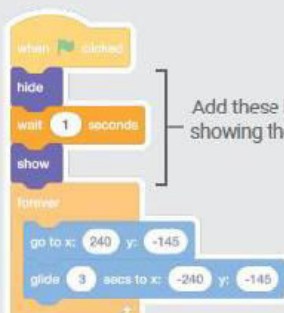 when clicked
hide
wait 1 seconds
show
Add these
showing th
forever
go to x: 240 y: -145
glide 3 secs to x: -240 y: -145